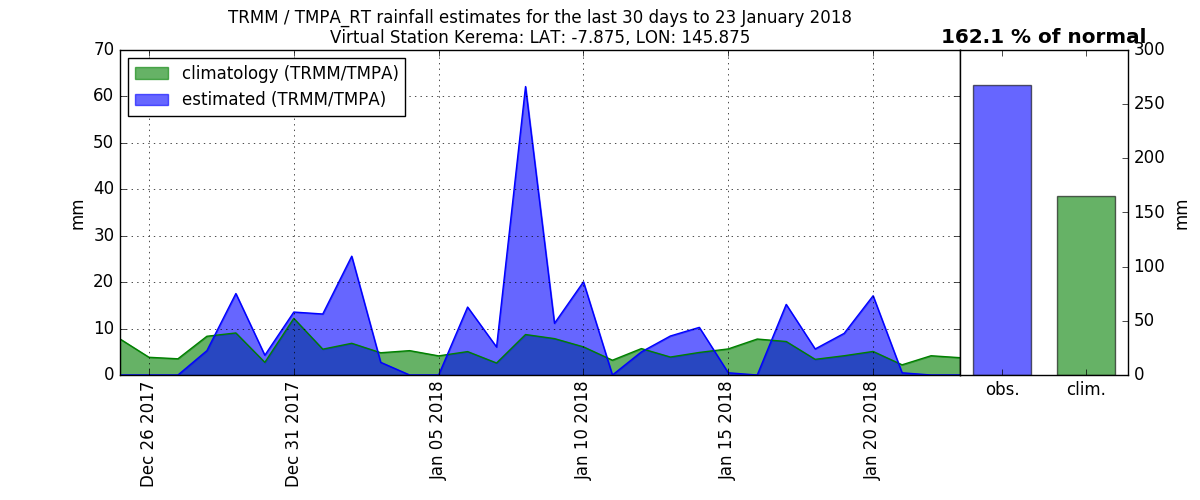 TRMM / TMPA_RT rainfall estimates for the last 30 days to 23 January 2018
Virtual Station Kerema: LAT: -7.875, LON: 145.875
162.1 % of normal
climatology (TRMM/TMPA)
estimated (TRMM/TMPA)
mm
70
60
50
40
30
20
10
0
Dec 26 2017
Dec 31 2017
Jan 05 2018
Jan 10 2018
Jan 15 2018
Jan 20 2018
obs.
clim.
300
250
200
150
100
50
0
mm